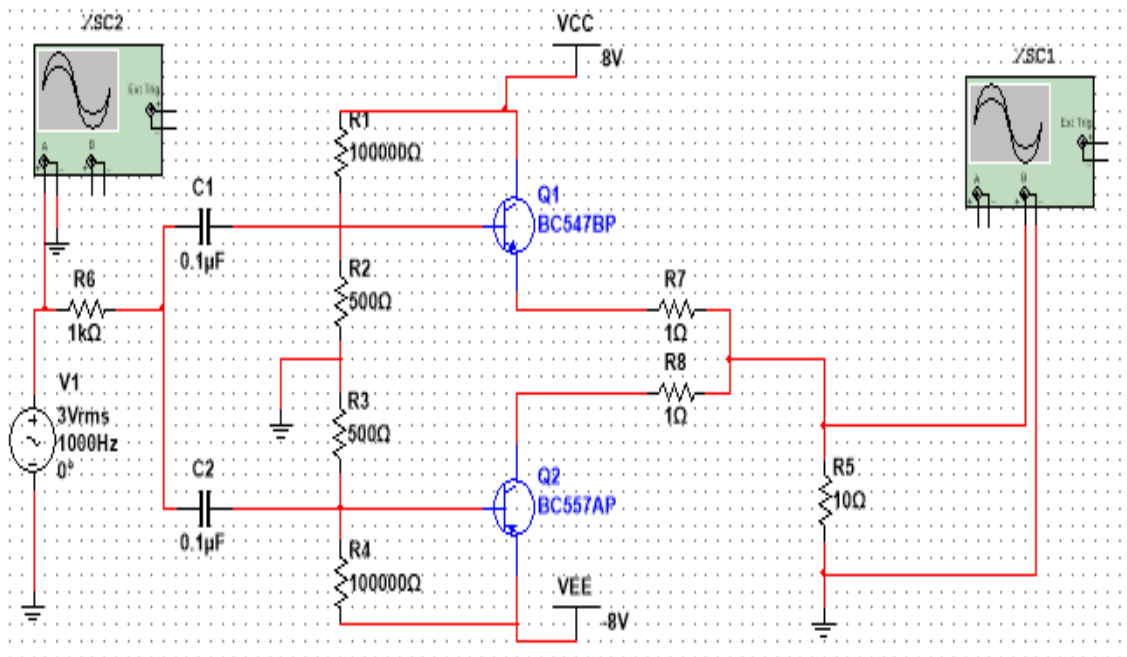 XSC2
VCC
8V
XSC1
Ext Trig
A
B
R1
100000Ω
Ext Trig
A
B
C1
0.1µF
Q1
BC547BP
R2
500Ω
R6
1kΩ
R7
1Ω
R8
1Ω
V1
3Vrms
1000Hz
0°
R3
500Ω
C2
0.1µF
Q2
BC557AP
R5
10Ω
R4
100000Ω
VEE
-8V